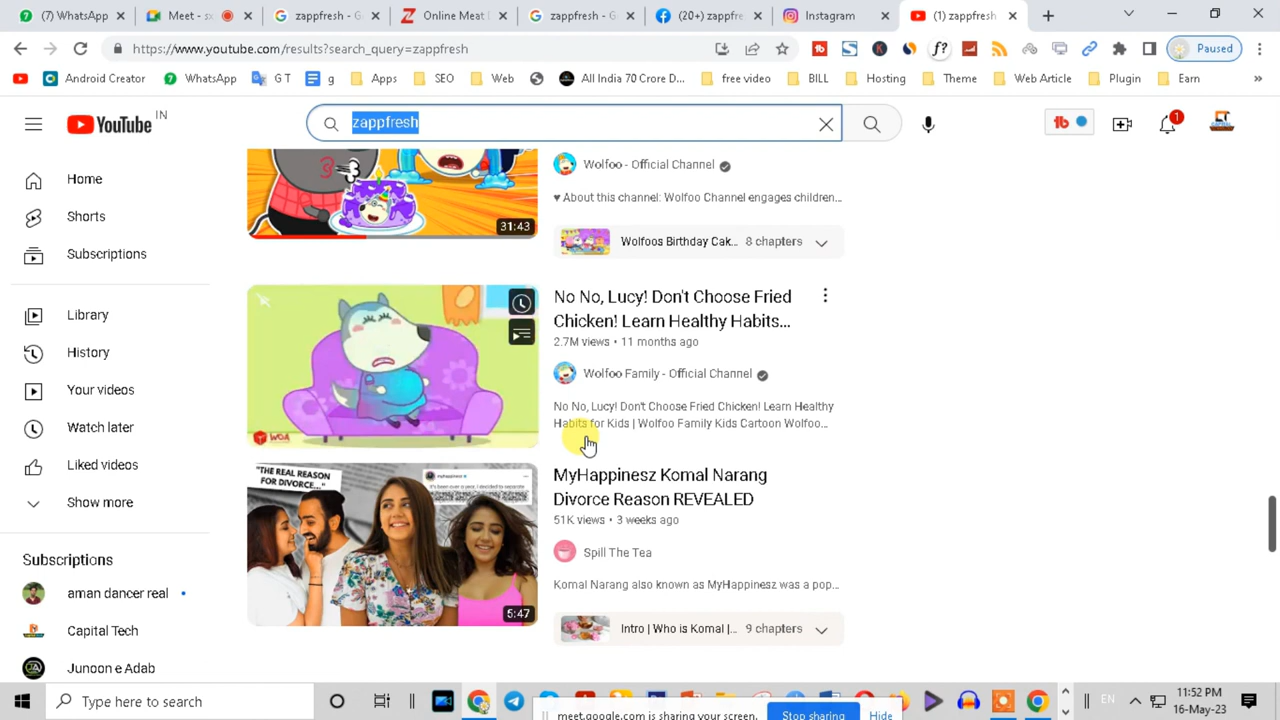 (7) WhatsApp
Meet - s
zappfresh - G
Online Meat
zappfresh - G
(20+) zappfre
Instagram
(1) zappfresh
https://www.youtube.com/results?search_query=zappfresh
Paused
Android Creator
WhatsApp
G T
g
Apps
SEO
Web
All India 70 Crore D...
free video
BILL
Hosting
Theme
Web Article
Plugin
Earn
YouTube IN
zappfresh
1
Home
Shorts
Subscriptions
Library
History
Your videos
Watch later
Liked videos
Show more
Subscriptions
aman dancer real
Capital Tech
Junoon e Adab
31:43
Wolfoo - Official Channel
♥ About this channel: Wolfoo Channel engages children...
Wolfoos Birthday Cak... 8 chapters
WOA
No No, Lucy! Don't Choose Fried
Chicken! Learn Healthy Habits...
2.7M views • 11 months ago
Wolfoo Family - Official Channel
No No, Lucy! Don't Choose Fried Chicken! Learn Healthy
Habits for Kids | Wolfoo Family Kids Cartoon Wolfoo...
"THE REAL REASON
FOR DIVORCE..."
5:47
MyHappinesz Komal Narang
Divorce Reason REVEALED
51K views • 3 weeks ago
Spill The Tea
Komal Narang also known as MyHappinesz was a pop...
Intro | Who is Komal |... 9 chapters
Type here to search
meet.google.com is sharing your screen.
Stop sharing
Hide
EN
11:52 PM
16-May-23